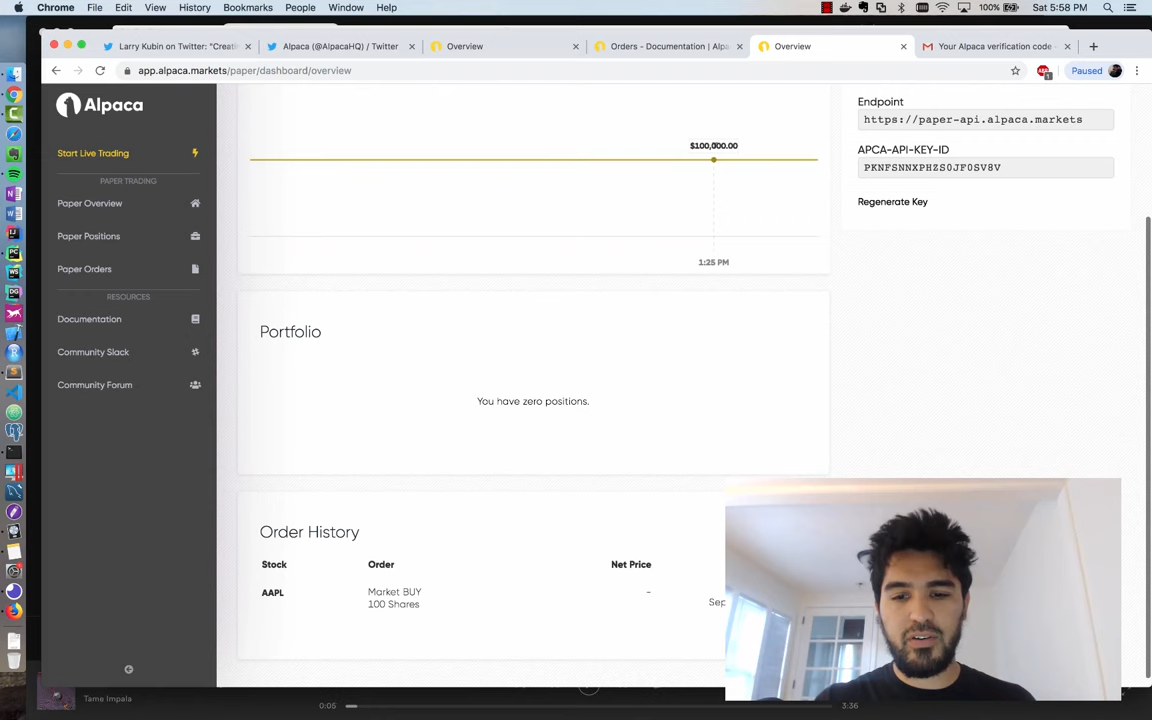 Chrome File Edit View History Bookmarks People Window Help 100% Sat 5:58 PM
Larry Kubin on Twitter: "Creati
Alpaca (@AlpacaHQ) / Twitter
Overview
Orders - Documentation | Alpa
Overview
Your Alpaca verification code -
app.alpaca.markets/paper/dashboard/overview
Paused
Alpaca
Start Live Trading
PAPER TRADING
Paper Overview
Paper Positions
Paper Orders
RESOURCES
Documentation
Community Slack
Community Forum
$100,000.00
1:25 PM
Endpoint
https://paper-api.alpaca.markets
APCA-API-KEY-ID
PKNFSNNXPHZS0JF0SV8V
Regenerate Key
Portfolio
You have zero positions.
Order History
Stock Order Net Price
AAPL Market BUY -
100 Shares Sep
Tame Impala
0:05 3:36